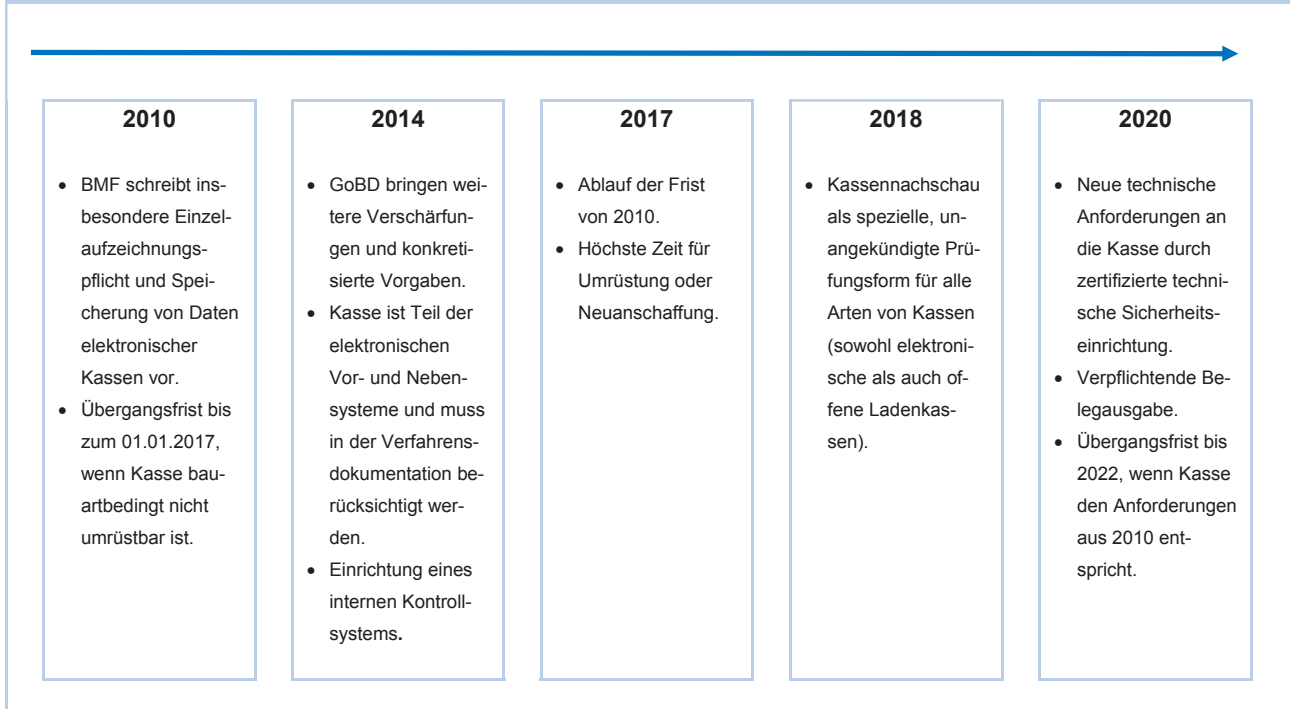 2010
• BMF schreibt ins-
besondere Einzel-
aufzeichnungs-
pflicht und Spei-
cherung von Daten
elektronischer
Kassen vor.
• Übergangsfrist bis
zum 01.01.2017,
wenn Kasse bau-
artbedingt nicht
umrüstbar ist.
2014
• GoBD bringen wei-
tere Verschärfun-
gen und konkreti-
sierte Vorgaben.
• Kasse ist Teil der
elektronischen
Vor- und Neben-
systeme und muss
in der Verfahrens-
dokumentation be-
rücksichtigt wer-
den.
• Einrichtung eines
internen Kontroll-
systems.
2017
• Ablauf der Frist
von 2010.
• Höchste Zeit für
Umrüstung oder
Neuanschaffung.
2018
• Kassennachschau
als spezielle, un-
angekündigte Prü-
fungsform für alle
Arten von Kassen
(sowohl elektroni-
sche als auch of-
fene Ladenkas-
sen).
2020
• Neue technische
Anforderungen an
die Kasse durch
zertifizierte techni-
sche Sicherheits-
einrichtung.
• Verpflichtende Be-
legausgabe.
• Übergangsfrist bis
2022, wenn Kasse
den Anforderungen
aus 2010 ent-
spricht.